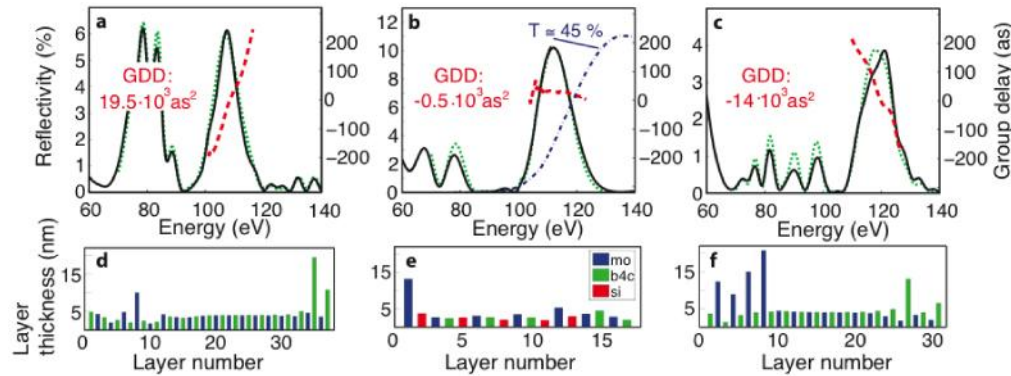 a
Reflectivity (%)
6
5
4
3
2
1
0
GDD:
19.5·10³as²
200
100
0
−100
−200
60 80 100 120 140
Energy (eV)
b
12
10
8
6
4
2
0
T ≃ 45 %
GDD:
-0.5·10³as²
200
100
0
−100
−200
60 80 100 120 140
Energy (eV)
c
4
3
2
1
0
GDD:
-14·10³as²
200
100
0
−100
−200
Group delay (as)
60 80 100 120 140
Energy (eV)
d
Layer
thickness (nm)
15
5
0 10 20 30
Layer number
e
15
5
mo
b4c
si
0 5 10 15
Layer number
f
15
5
0 10 20 30
Layer number